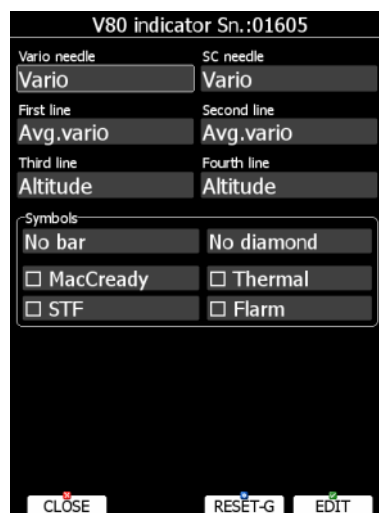 V80 indicator Sn.:01605
Vario needle SC needle
Vario Vario
First line Second line
Avg.vario Avg.vario
Third line Fourth line
Altitude Altitude
Symbols
No bar No diamond
☐ MacCready ☐ Thermal
☐ STF ☐ Flarm
CLOSE RESET-G EDIT